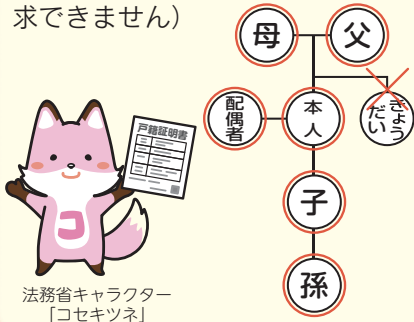 求できません）
母
父
配偶者
本人
きょうだい
子
孫
戸籍証明書
コ
法務省キャラクター
「コセキツネ」